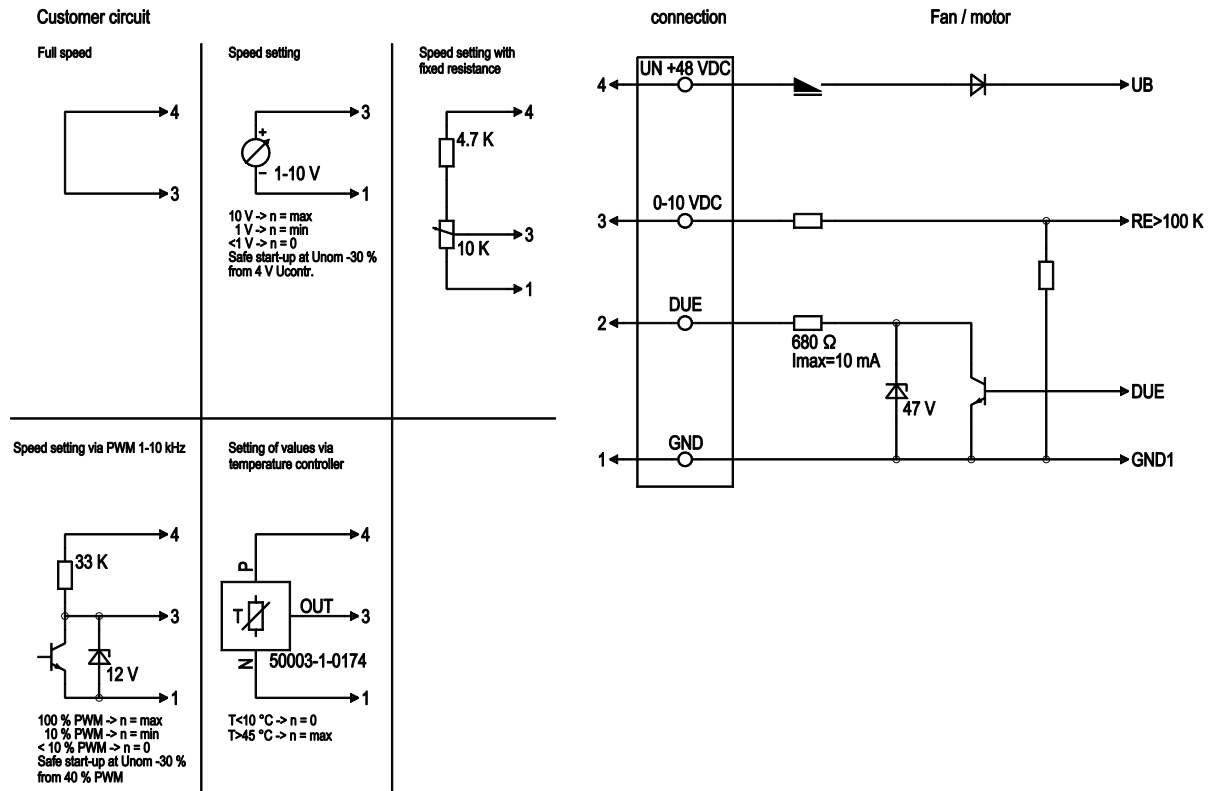 Customer circuit
Full speed
4
3
Speed setting
3
+
– 1-10 V
1
10 V -> n = max
1 V -> n = min
<1 V -> n = 0
Safe start-up at Unom -30 %
from 4 V Ucontr.
Speed setting with
fixed resistance
4
4.7 K
3
10 K
1
Speed setting via PWM 1-10 kHz
4
33 K
3
12 V
1
100 % PWM -> n = max
10 % PWM -> n = min
< 10 % PWM -> n = 0
Safe start-up at Unom -30 %
from 40 % PWM
Setting of values via
temperature controller
4
P
T
OUT
3
N
50003-1-0174
1
T<10 °C -> n = 0
T>45 °C -> n = max
connection
Fan / motor
UN +48 VDC
4
UB
0-10 VDC
3
RE>100 K
DUE
2
680 Ω
Imax=10 mA
47 V
DUE
GND
1
GND1